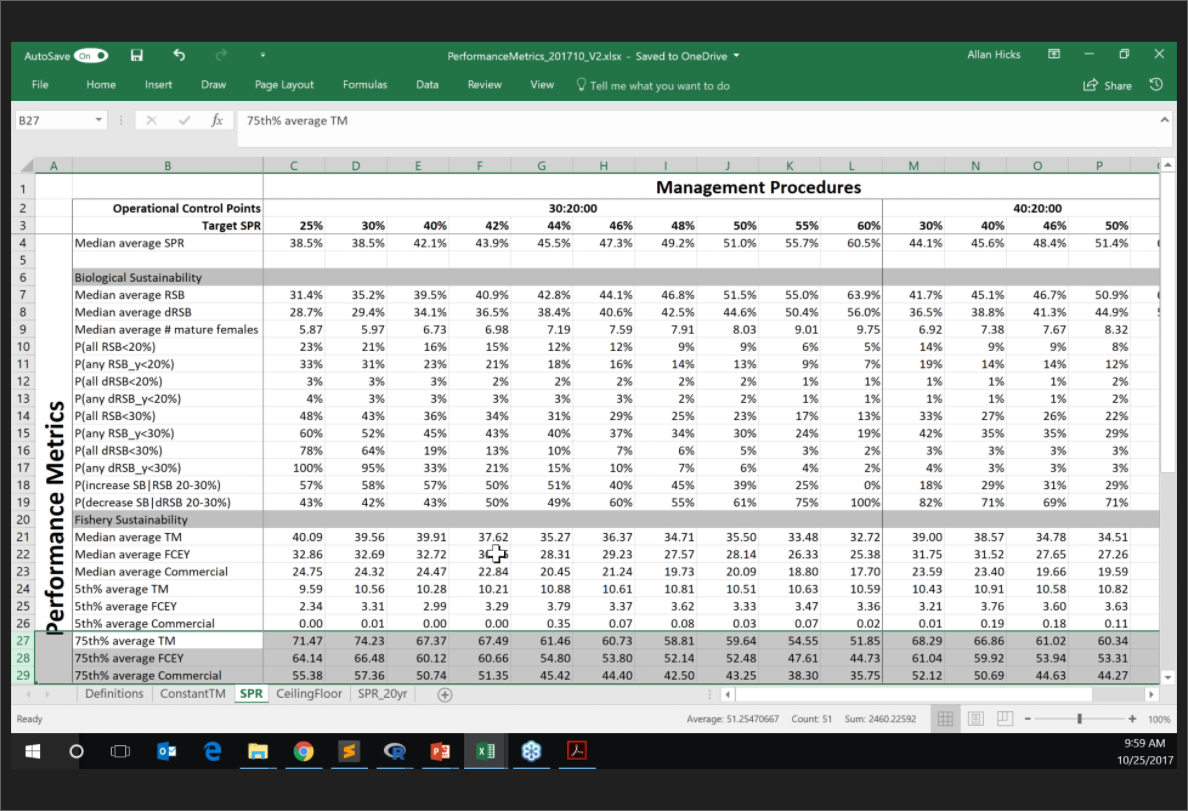 AutoSave On PerformanceMetrics_201710_V2.xlsx - Saved to OneDrive Allan Hicks
File Home Insert Draw Page Layout Formulas Data Review View Tell me what you want to do Share
B27 fx 75th% average TM
A B C D E F G H I J K L M N O P
1 Management Procedures
2 Operational Control Points 30:20:00 40:20:00
3 Target SPR 25% 30% 40% 42% 44% 46% 48% 50% 55% 60% 30% 40% 46% 50%
4 Median average SPR 38.5% 38.5% 42.1% 43.9% 45.5% 47.3% 49.2% 51.0% 55.7% 60.5% 44.1% 45.6% 48.4% 51.4%
5
6 Biological Sustainability
7 Median average RSB 31.4% 35.2% 39.5% 40.9% 42.8% 44.1% 46.8% 51.5% 55.0% 63.9% 41.7% 45.1% 46.7% 50.9%
8 Median average dRSB 28.7% 29.4% 34.1% 36.5% 38.4% 40.6% 42.5% 44.6% 50.4% 56.0% 36.5% 38.8% 41.3% 44.9%
9 Median average # mature females 5.87 5.97 6.73 6.98 7.19 7.59 7.91 8.03 9.01 9.75 6.92 7.38 7.67 8.32
10 P(all RSB<20%) 23% 21% 16% 15% 12% 12% 9% 9% 6% 5% 14% 9% 9% 8%
11 P(any RSB_y<20%) 33% 31% 23% 21% 18% 16% 14% 13% 9% 7% 19% 14% 14% 12%
12 P(all dRSB<20%) 3% 3% 3% 2% 2% 2% 2% 2% 1% 1% 1% 1% 1% 2%
13 P(any dRSB_y<20%) 4% 3% 3% 3% 3% 3% 2% 2% 1% 1% 1% 1% 1% 2%
14 P(all RSB<30%) 48% 43% 36% 34% 31% 29% 25% 23% 17% 13% 33% 27% 26% 22%
15 P(any RSB_y<30%) 60% 52% 45% 43% 40% 37% 34% 30% 24% 19% 42% 35% 35% 29%
16 P(all dRSB<30%) 78% 64% 19% 13% 10% 7% 6% 5% 3% 2% 3% 3% 3% 3%
17 P(any dRSB_y<30%) 100% 95% 33% 21% 15% 10% 7% 6% 4% 2% 4% 3% 3% 3%
18 P(increase SB|RSB 20-30%) 57% 58% 57% 50% 51% 40% 45% 39% 25% 0% 18% 29% 31% 29%
19 P(decrease SB|dRSB 20-30%) 43% 42% 43% 50% 49% 60% 55% 61% 75% 100% 82% 71% 69% 71%
20 Fishery Sustainability
21 Median average TM 40.09 39.56 39.91 37.62 35.27 36.37 34.71 35.50 33.48 32.72 39.00 38.57 34.78 34.51
22 Median average FCEY 32.86 32.69 32.72 28.31 29.23 27.57 28.14 26.33 25.38 31.75 31.52 27.65 27.26
23 Median average Commercial 24.75 24.32 24.47 22.84 20.45 21.24 19.73 20.09 18.80 17.70 23.59 23.40 19.66 19.59
24 5th% average TM 9.59 10.56 10.28 10.21 10.88 10.61 10.81 10.51 10.63 10.59 10.43 10.91 10.58 10.82
25 5th% average FCEY 2.34 3.31 2.99 3.29 3.79 3.37 3.62 3.33 3.47 3.36 3.21 3.76 3.60 3.63
26 5th% average Commercial 0.00 0.01 0.00 0.00 0.35 0.07 0.08 0.03 0.07 0.02 0.01 0.19 0.18 0.11
27 75th% average TM 71.47 74.23 67.37 67.49 61.46 60.73 58.81 59.64 54.55 51.85 68.29 66.86 61.02 60.34
28 75th% average FCEY 64.14 66.48 60.12 60.66 54.80 53.80 52.14 52.48 47.61 44.73 61.04 59.92 53.94 53.31
29 75th% average Commercial 55.38 57.36 50.74 51.35 45.42 44.40 42.50 43.25 38.30 35.75 52.12 50.69 44.63 44.27
Performance Metrics
Definitions ConstantTM SPR CeilingFloor SPR_20yr
Ready Average: 51.25470667 Count: 51 Sum: 2460.22592 100%
9:59 AM
10/25/2017